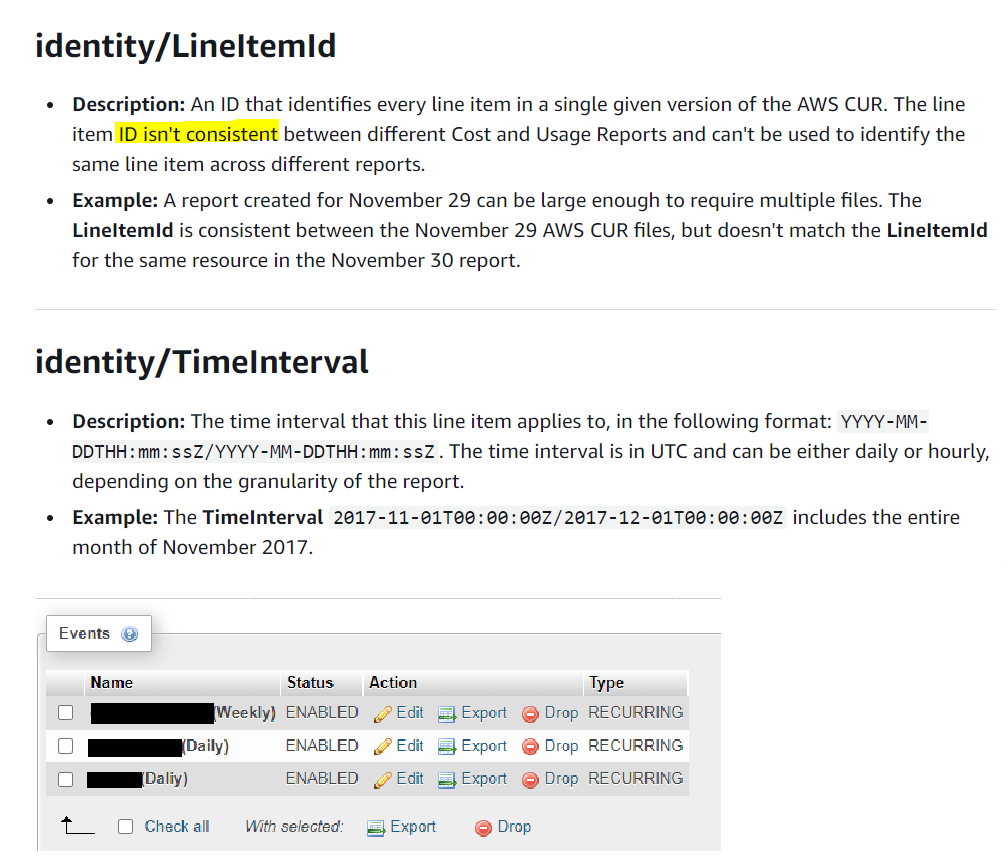 identity/LineItemId
• Description: An ID that identifies every line item in a single given version of the AWS CUR. The line
item ID isn't consistent between different Cost and Usage Reports and can't be used to identify the
same line item across different reports.
• Example: A report created for November 29 can be large enough to require multiple files. The
LineItemId is consistent between the November 29 AWS CUR files, but doesn't match the LineItemId
for the same resource in the November 30 report.
identity/TimeInterval
• Description: The time interval that this line item applies to, in the following format: YYYY-MM-
DDTHH:mm:ssZ/YYYY-MM-DDTHH:mm:ssZ. The time interval is in UTC and can be either daily or hourly,
depending on the granularity of the report.
• Example: The TimeInterval 2017-11-01T00:00:00Z/2017-12-01T00:00:00Z includes the entire
month of November 2017.
Events
Name Status Action Type
(Weekly) ENABLED Edit Export Drop RECURRING
(Daily) ENABLED Edit Export Drop RECURRING
(Daliy) ENABLED Edit Export Drop RECURRING
Check all With selected: Export Drop